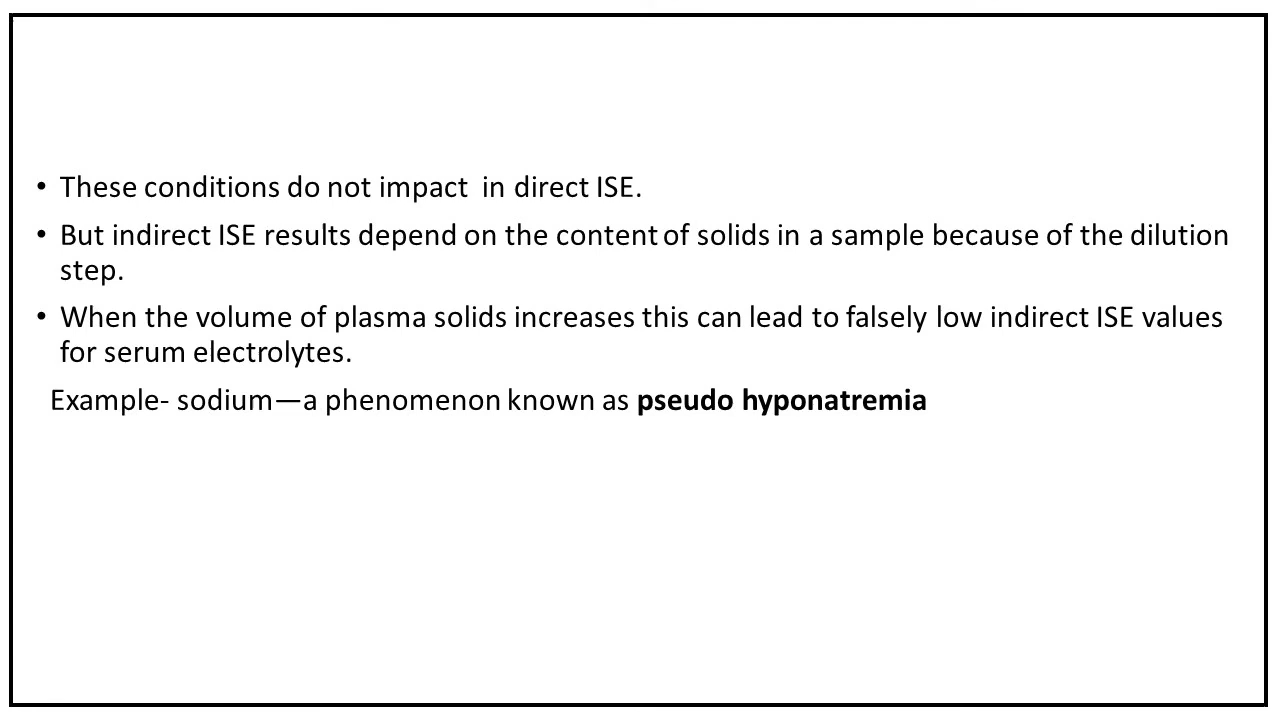 • These conditions do not impact  in direct ISE.
• But indirect ISE results depend on the content of solids in a sample because of the dilution
step.
• When the volume of plasma solids increases this can lead to falsely low indirect ISE values
for serum electrolytes.
Example- sodium—a phenomenon known as pseudo hyponatremia